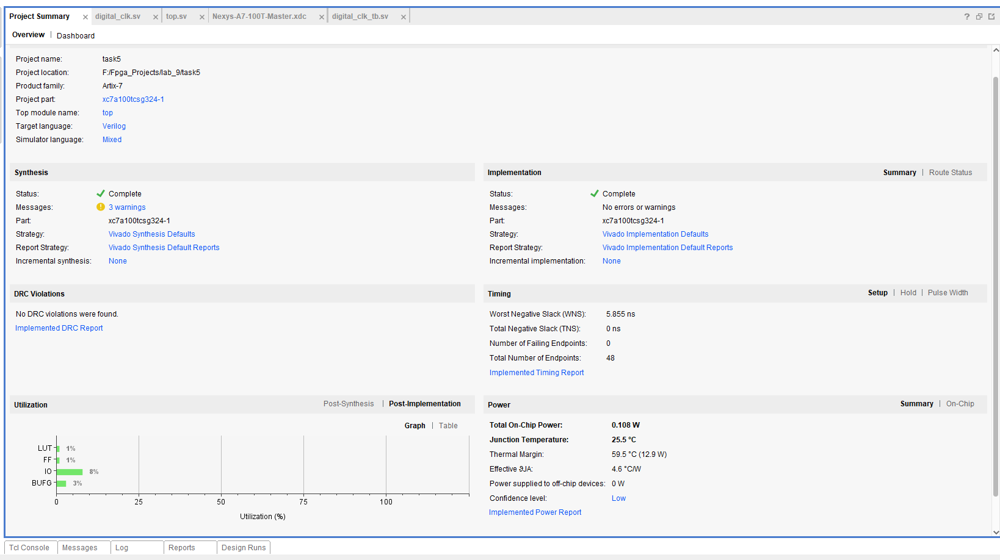 Project Summary × digital_clk.sv × top.sv × Nexys-A7-100T-Master.xdc × digital_clk_tb.sv × ?
Overview | Dashboard
Project name: task5
Project location: F:/Fpga_Projects/lab_9/task5
Product family: Artix-7
Project part: xc7a100tcsg324-1
Top module name: top
Target language: Verilog
Simulator language: Mixed
Synthesis
Status: Complete
Messages: 3 warnings
Part: xc7a100tcsg324-1
Strategy: Vivado Synthesis Defaults
Report Strategy: Vivado Synthesis Default Reports
Incremental synthesis: None
Implementation Summary | Route Status
Status: Complete
Messages: No errors or warnings
Part: xc7a100tcsg324-1
Strategy: Vivado Implementation Defaults
Report Strategy: Vivado Implementation Default Reports
Incremental implementation: None
DRC Violations
No DRC violations were found.
Implemented DRC Report
Timing Setup | Hold | Pulse Width
Worst Negative Slack (WNS): 5.855 ns
Total Negative Slack (TNS): 0 ns
Number of Failing Endpoints: 0
Total Number of Endpoints: 48
Implemented Timing Report
Utilization Post-Synthesis | Post-Implementation
Graph | Table
LUT 1%
FF 1%
IO 8%
BUFG 3%
0 25 50 75 100
Utilization (%)
Power Summary | On-Chip
Total On-Chip Power: 0.108 W
Junction Temperature: 25.5 °C
Thermal Margin: 59.5 °C (12.9 W)
Effective ϑJA: 4.6 °C/W
Power supplied to off-chip devices: 0 W
Confidence level: Low
Implemented Power Report
Tcl Console Messages Log Reports Design Runs